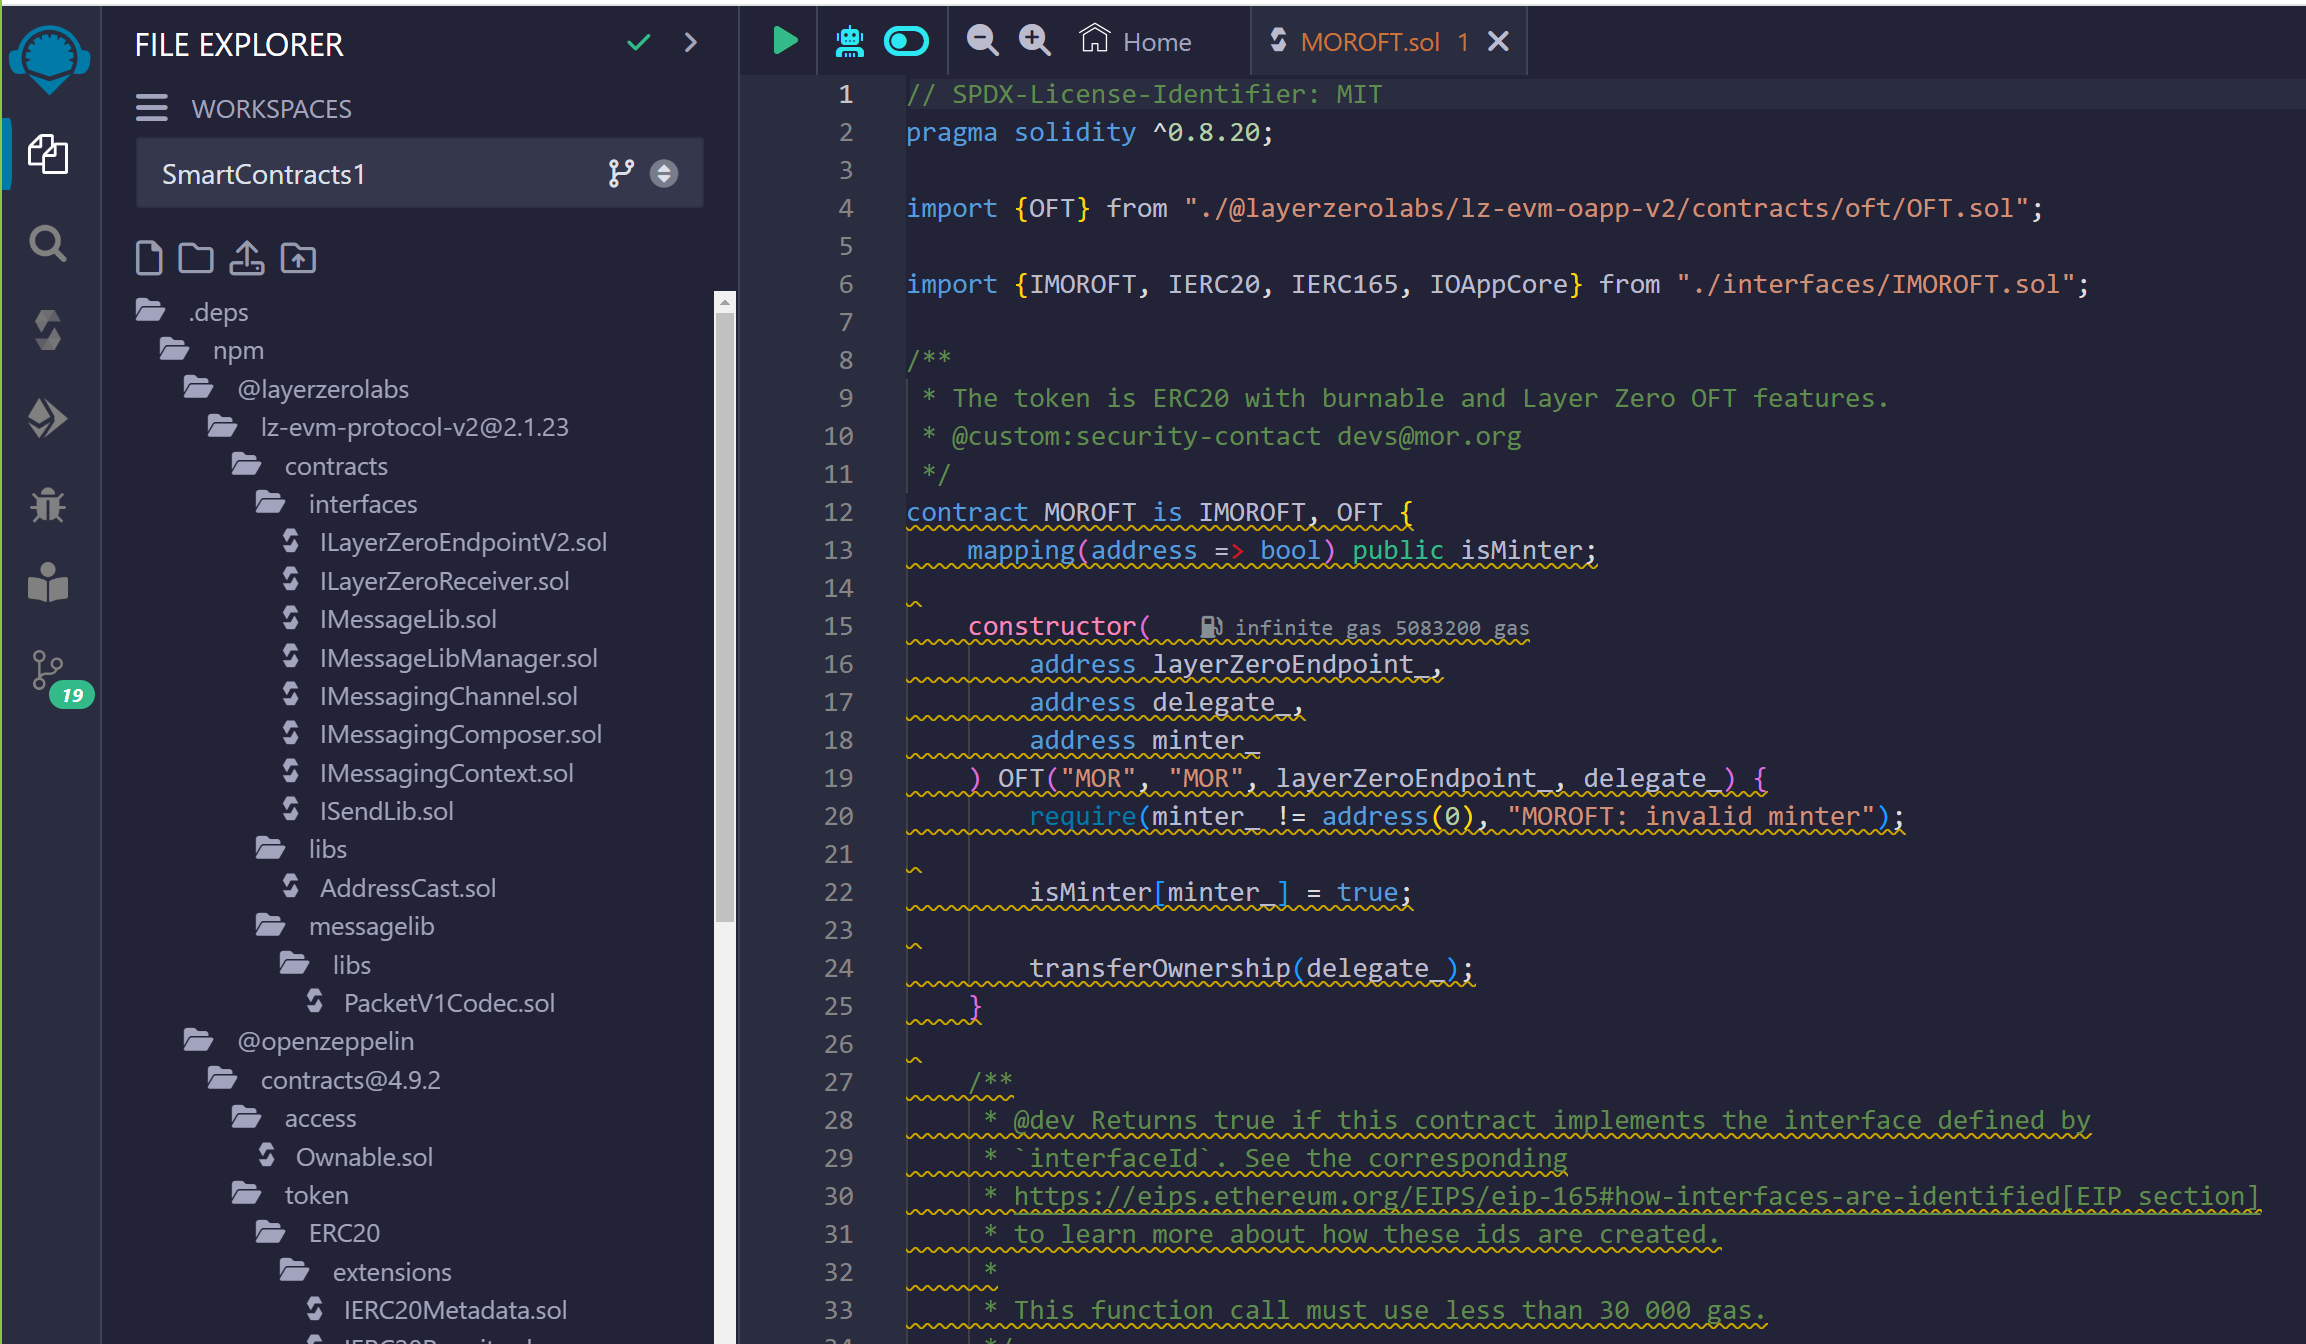 FILE EXPLORER
WORKSPACES
SmartContracts1
.deps
npm
@layerzerolabs
lz-evm-protocol-v2@2.1.23
contracts
interfaces
ILayerZeroEndpointV2.sol
ILayerZeroReceiver.sol
IMessageLib.sol
IMessageLibManager.sol
IMessagingChannel.sol
IMessagingComposer.sol
IMessagingContext.sol
ISendLib.sol
libs
AddressCast.sol
messagelib
libs
PacketV1Codec.sol
@openzeppelin
contracts@4.9.2
access
Ownable.sol
token
ERC20
extensions
IERC20Metadata.sol
19
Home
MOROFT.sol 1
1 // SPDX-License-Identifier: MIT
2 pragma solidity ^0.8.20;
3
4 import {OFT} from "./@layerzerolabs/lz-evm-oapp-v2/contracts/oft/OFT.sol";
5
6 import {IMOROFT, IERC20, IERC165, IOAppCore} from "./interfaces/IMOROFT.sol";
7
8 /**
9 * The token is ERC20 with burnable and Layer Zero OFT features.
10 * @custom:security-contact devs@mor.org
11 */
12 contract MOROFT is IMOROFT, OFT {
13 mapping(address => bool) public isMinter;
14
15 constructor( infinite gas 5083200 gas
16 address layerZeroEndpoint_,
17 address delegate_,
18 address minter_
19 ) OFT("MOR", "MOR", layerZeroEndpoint_, delegate_) {
20 require(minter_ != address(0), "MOROFT: invalid minter");
21
22 isMinter[minter_] = true;
23
24 transferOwnership(delegate_);
25 }
26
27 /**
28 * @dev Returns true if this contract implements the interface defined by
29 * `interfaceId`. See the corresponding
30 * https://eips.ethereum.org/EIPS/eip-165#how-interfaces-are-identified[EIP section]
31 * to learn more about how these ids are created.
32 *
33 * This function call must use less than 30 000 gas.